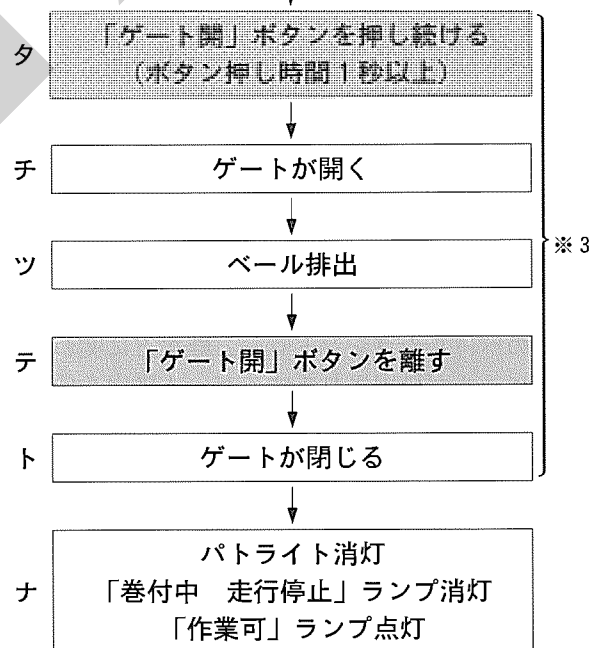 タ 「ゲート開」ボタンを押し続ける
（ボタン押し時間1秒以上）
チ ゲートが開く
ツ ベール排出
※3
テ 「ゲート開」ボタンを離す
ト ゲートが閉じる
パトライト消灯
ナ 「巻付中　走行停止」ランプ消灯
「作業可」ランプ点灯